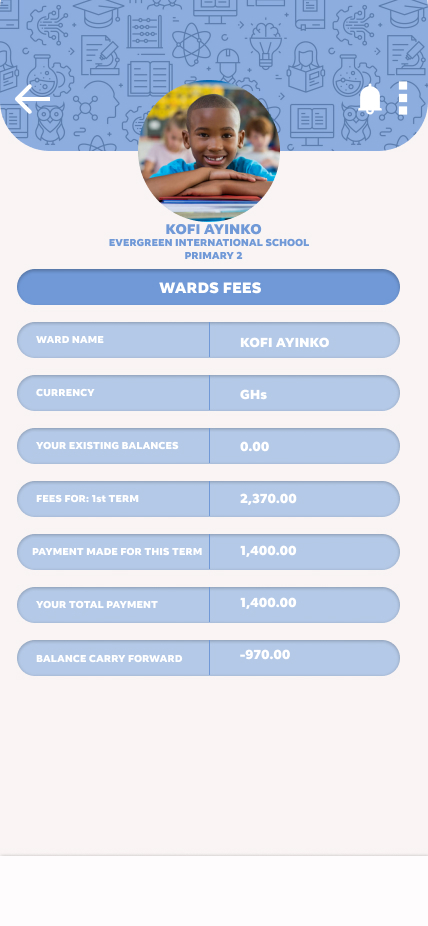 KOFI AYINKO
EVERGREEN INTERNATIONAL SCHOOL
PRIMARY 2
WARDS FEES
WARD NAME KOFI AYINKO
CURRENCY GHs
YOUR EXISTING BALANCES 0.00
FEES FOR: 1st TERM 2,370.00
PAYMENT MADE FOR THIS TERM 1,400.00
YOUR TOTAL PAYMENT 1,400.00
BALANCE CARRY FORWARD -970.00